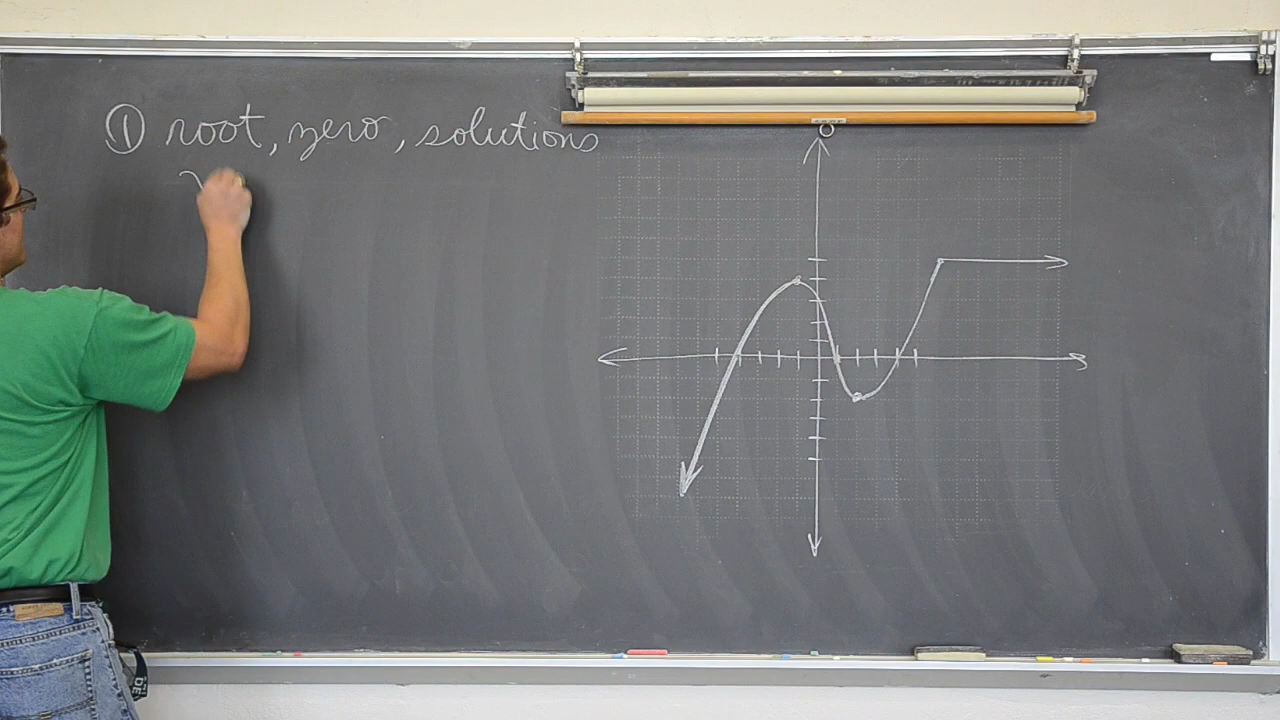 ① root, zero, solutions